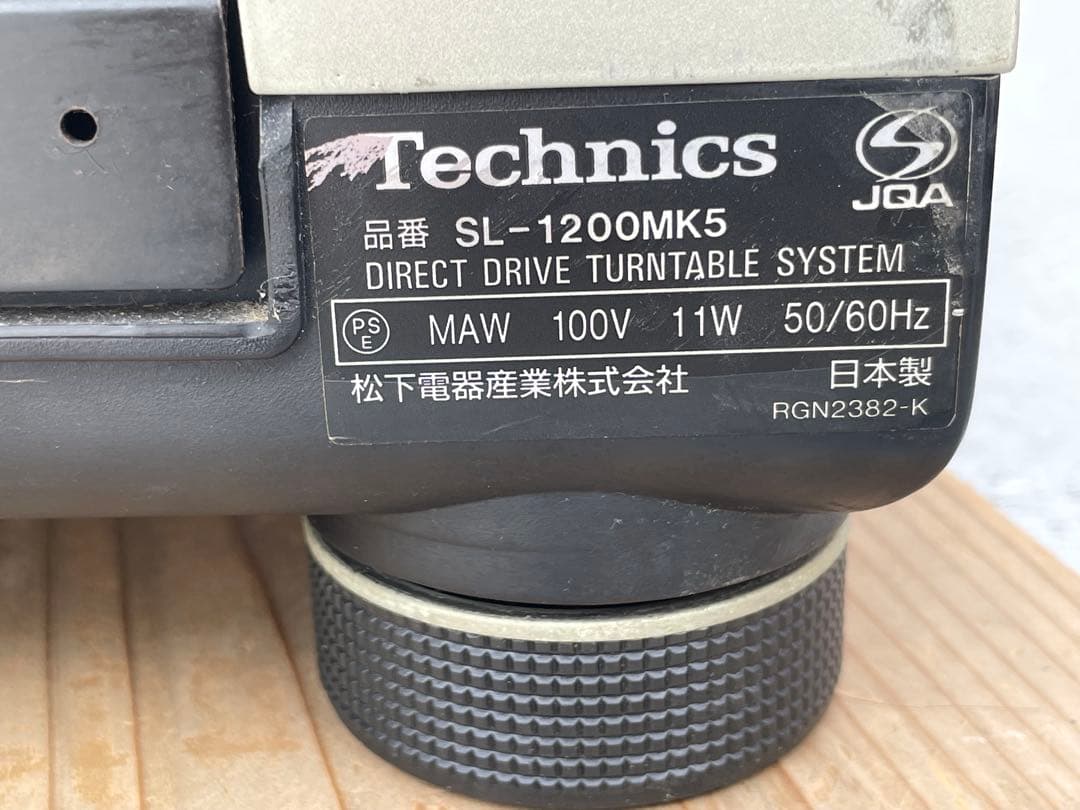 Technics
JQA
品番 SL-1200MK5
DIRECT DRIVE TURNTABLE SYSTEM
PSE MAW 100V 11W 50/60Hz
松下電器産業株式会社 日本製
RGN2382-K